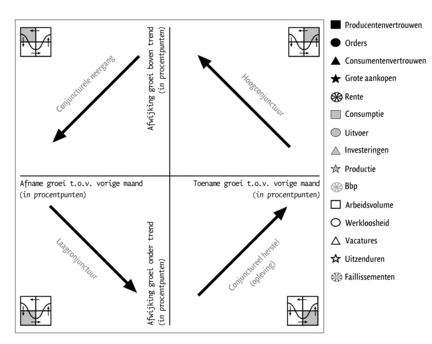 Conjuncturele neergang
Afwijking groei boven trend
(in procentpunten)
Hoogconjunctuur
Afname groei t.o.v. vorige maand
(in procentpunten)
Toename groei t.o.v. vorige maand
(in procentpunten)
Laagconjunctuur
Afwijking groei onder trend
(in procentpunten)
Conjunctureel herstel
(opleving)
Producentenvertrouwen
Orders
Consumentenvertrouwen
Grote aankopen
Rente
Consumptie
Uitvoer
Investeringen
Productie
Bbp
Arbeidsvolume
Werkloosheid
Vacatures
Uitzenduren
Faillissementen